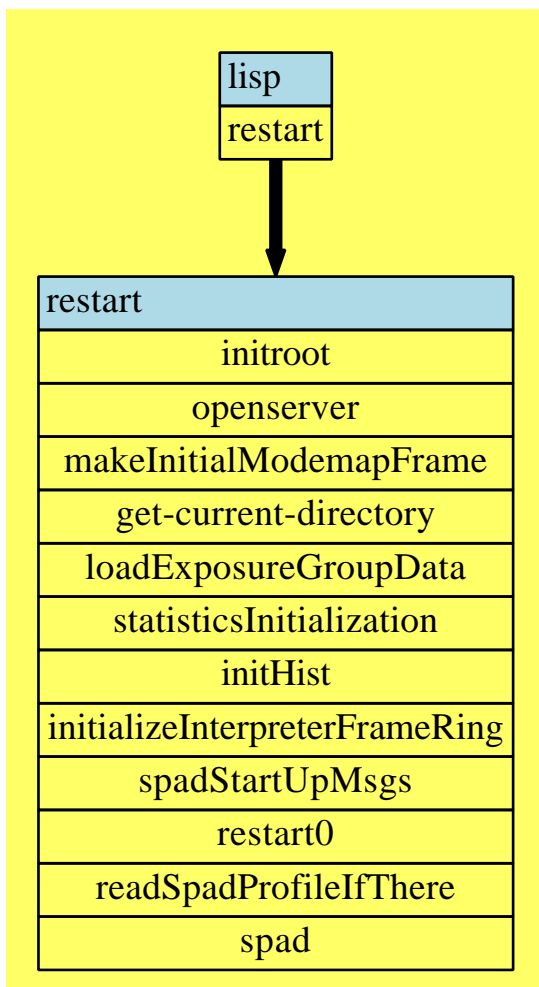 lisp
restart
restart
initroot
openserver
makeInitialModemapFrame
get-current-directory
loadExposureGroupData
statisticsInitialization
initHist
initializeInterpreterFrameRing
spadStartUpMsgs
restart0
readSpadProfileIfThere
spad